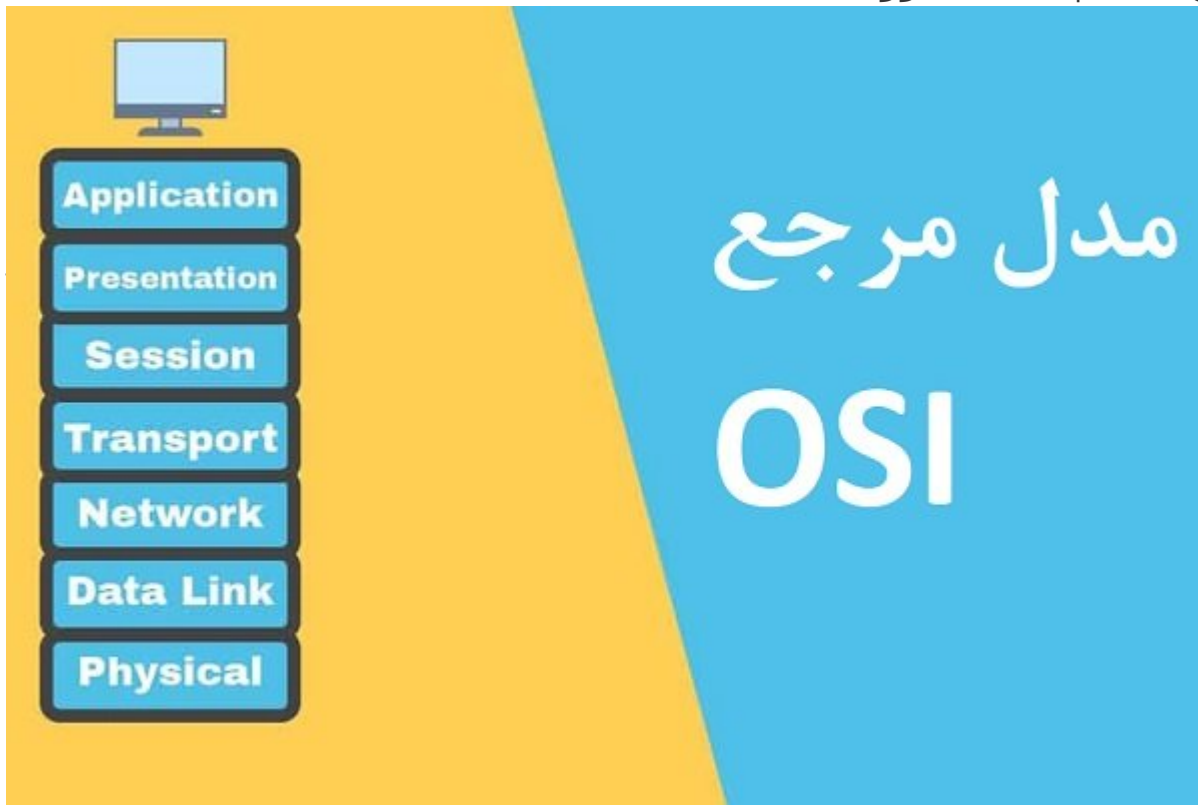 Application
Presentation
Session
Transport
Network
Data Link
Physical
مدل مرجع
OSI